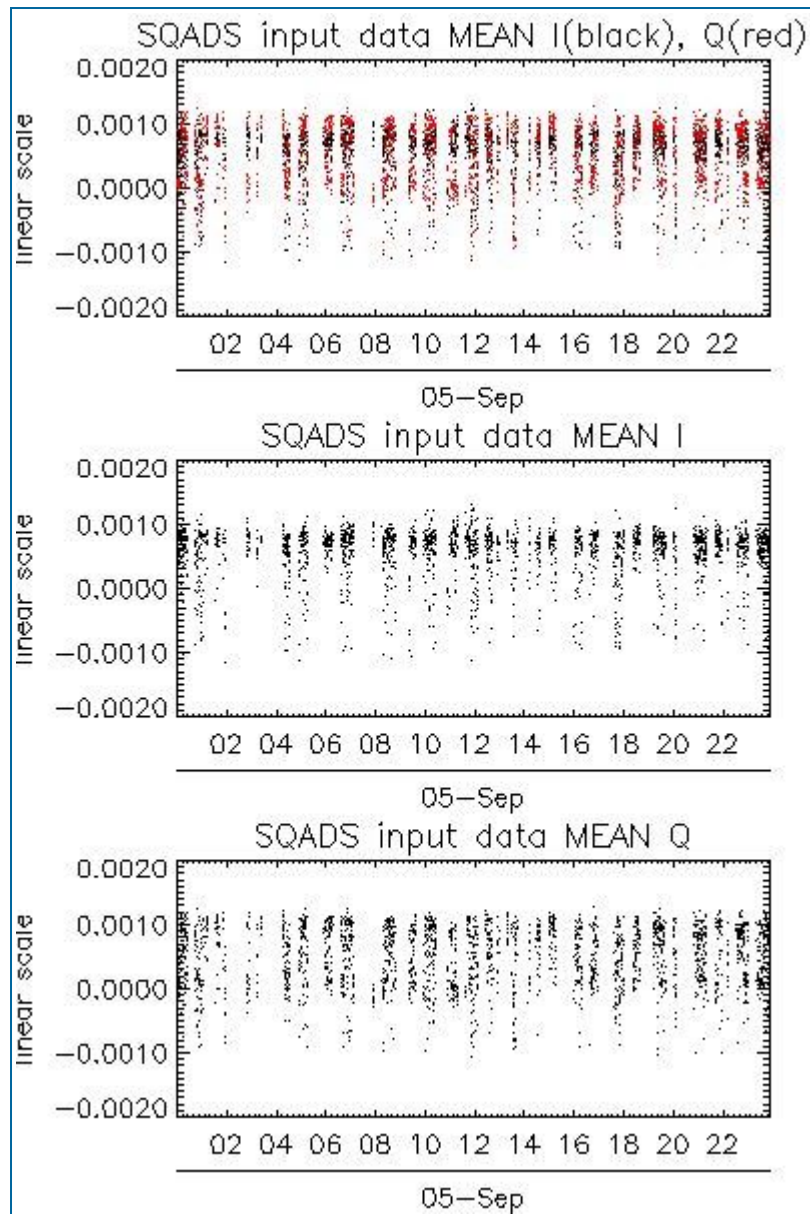 SQADS input data MEAN I(black), Q(red)
0.0020
0.0010
0.0000
−0.0010
−0.0020
linear scale
02 04 06 08 10 12 14 16 18 20 22
05−Sep
SQADS input data MEAN I
0.0020
0.0010
0.0000
−0.0010
−0.0020
linear scale
02 04 06 08 10 12 14 16 18 20 22
05−Sep
SQADS input data MEAN Q
0.0020
0.0010
0.0000
−0.0010
−0.0020
linear scale
02 04 06 08 10 12 14 16 18 20 22
05−Sep